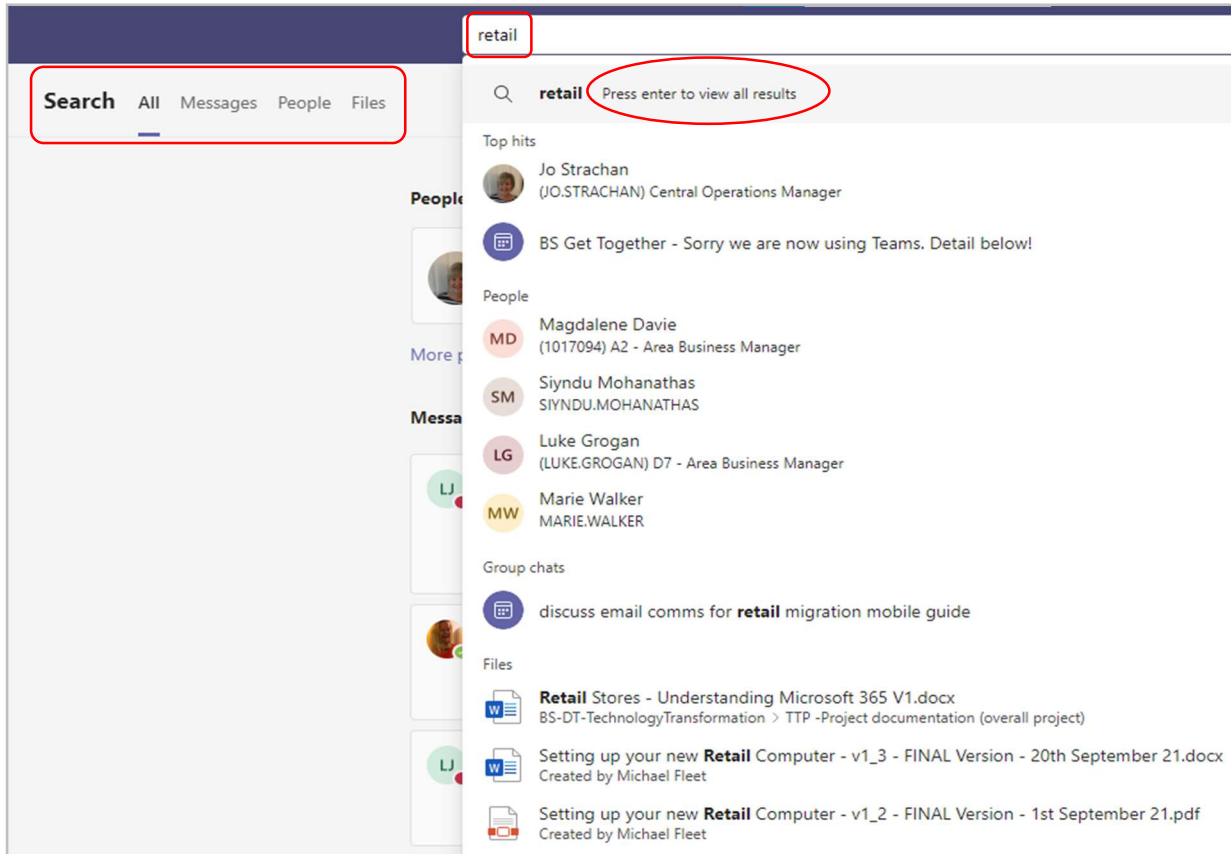 retail
Search All Messages People Files
retail Press enter to view all results
Top hits
Jo Strachan
(JO.STRACHAN) Central Operations Manager
BS Get Together - Sorry we are now using Teams. Detail below!
People
People
MD Magdalene Davie
(1017094) A2 - Area Business Manager
More p
SM Siyndu Mohanathas
SIYNDU.MOHANATHAS
Messa
LG Luke Grogan
(LUKE.GROGAN) D7 - Area Business Manager
LJ
MW Marie Walker
MARIE.WALKER
Group chats
discuss email comms for retail migration mobile guide
Files
Retail Stores - Understanding Microsoft 365 V1.docx
BS-DT-TechnologyTransformation > TTP -Project documentation (overall project)
LJ
Setting up your new Retail Computer - v1_3 - FINAL Version - 20th September 21.docx
Created by Michael Fleet
Setting up your new Retail Computer - v1_2 - FINAL Version - 1st September 21.pdf
Created by Michael Fleet